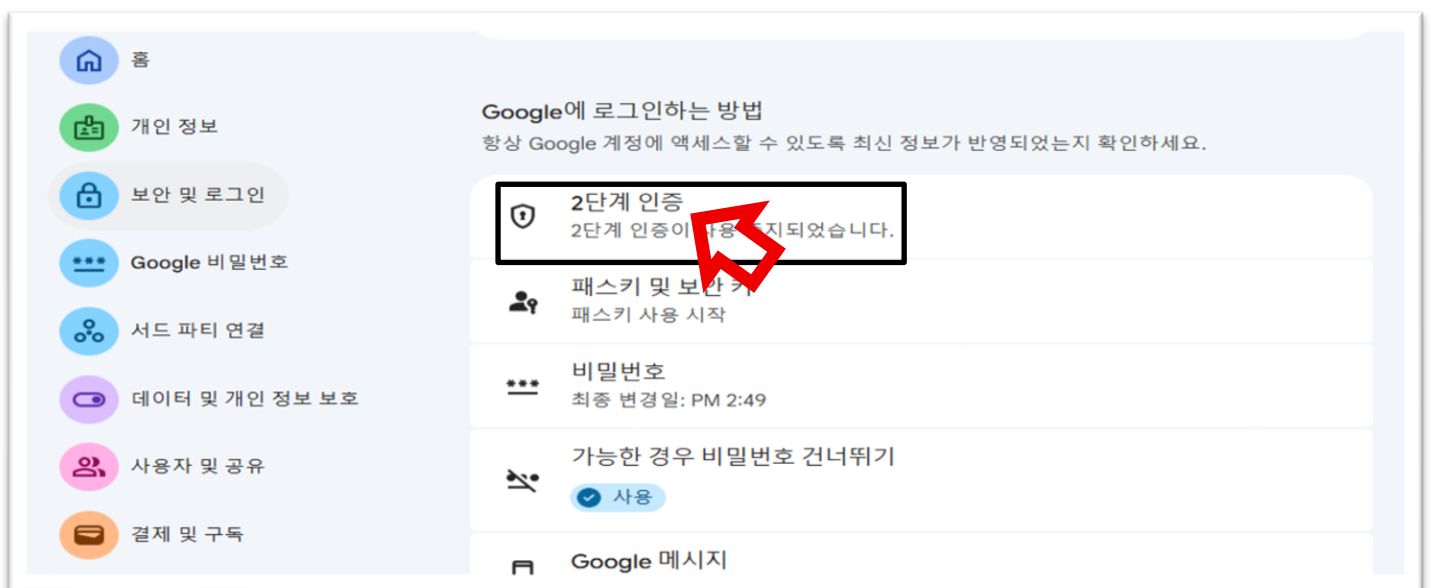 홈
개인 정보
보안 및 로그인
Google 비밀번호
서드 파티 연결
데이터 및 개인 정보 보호
사용자 및 공유
결제 및 구독
Google에 로그인하는 방법
항상 Google 계정에 액세스할 수 있도록 최신 정보가 반영되었는지 확인하세요.
2단계 인증
2단계 인증이 사용 중지되었습니다.
패스키 및 보안 키
패스키 사용 시작
비밀번호
최종 변경일: PM 2:49
가능한 경우 비밀번호 건너뛰기
사용
Google 메시지